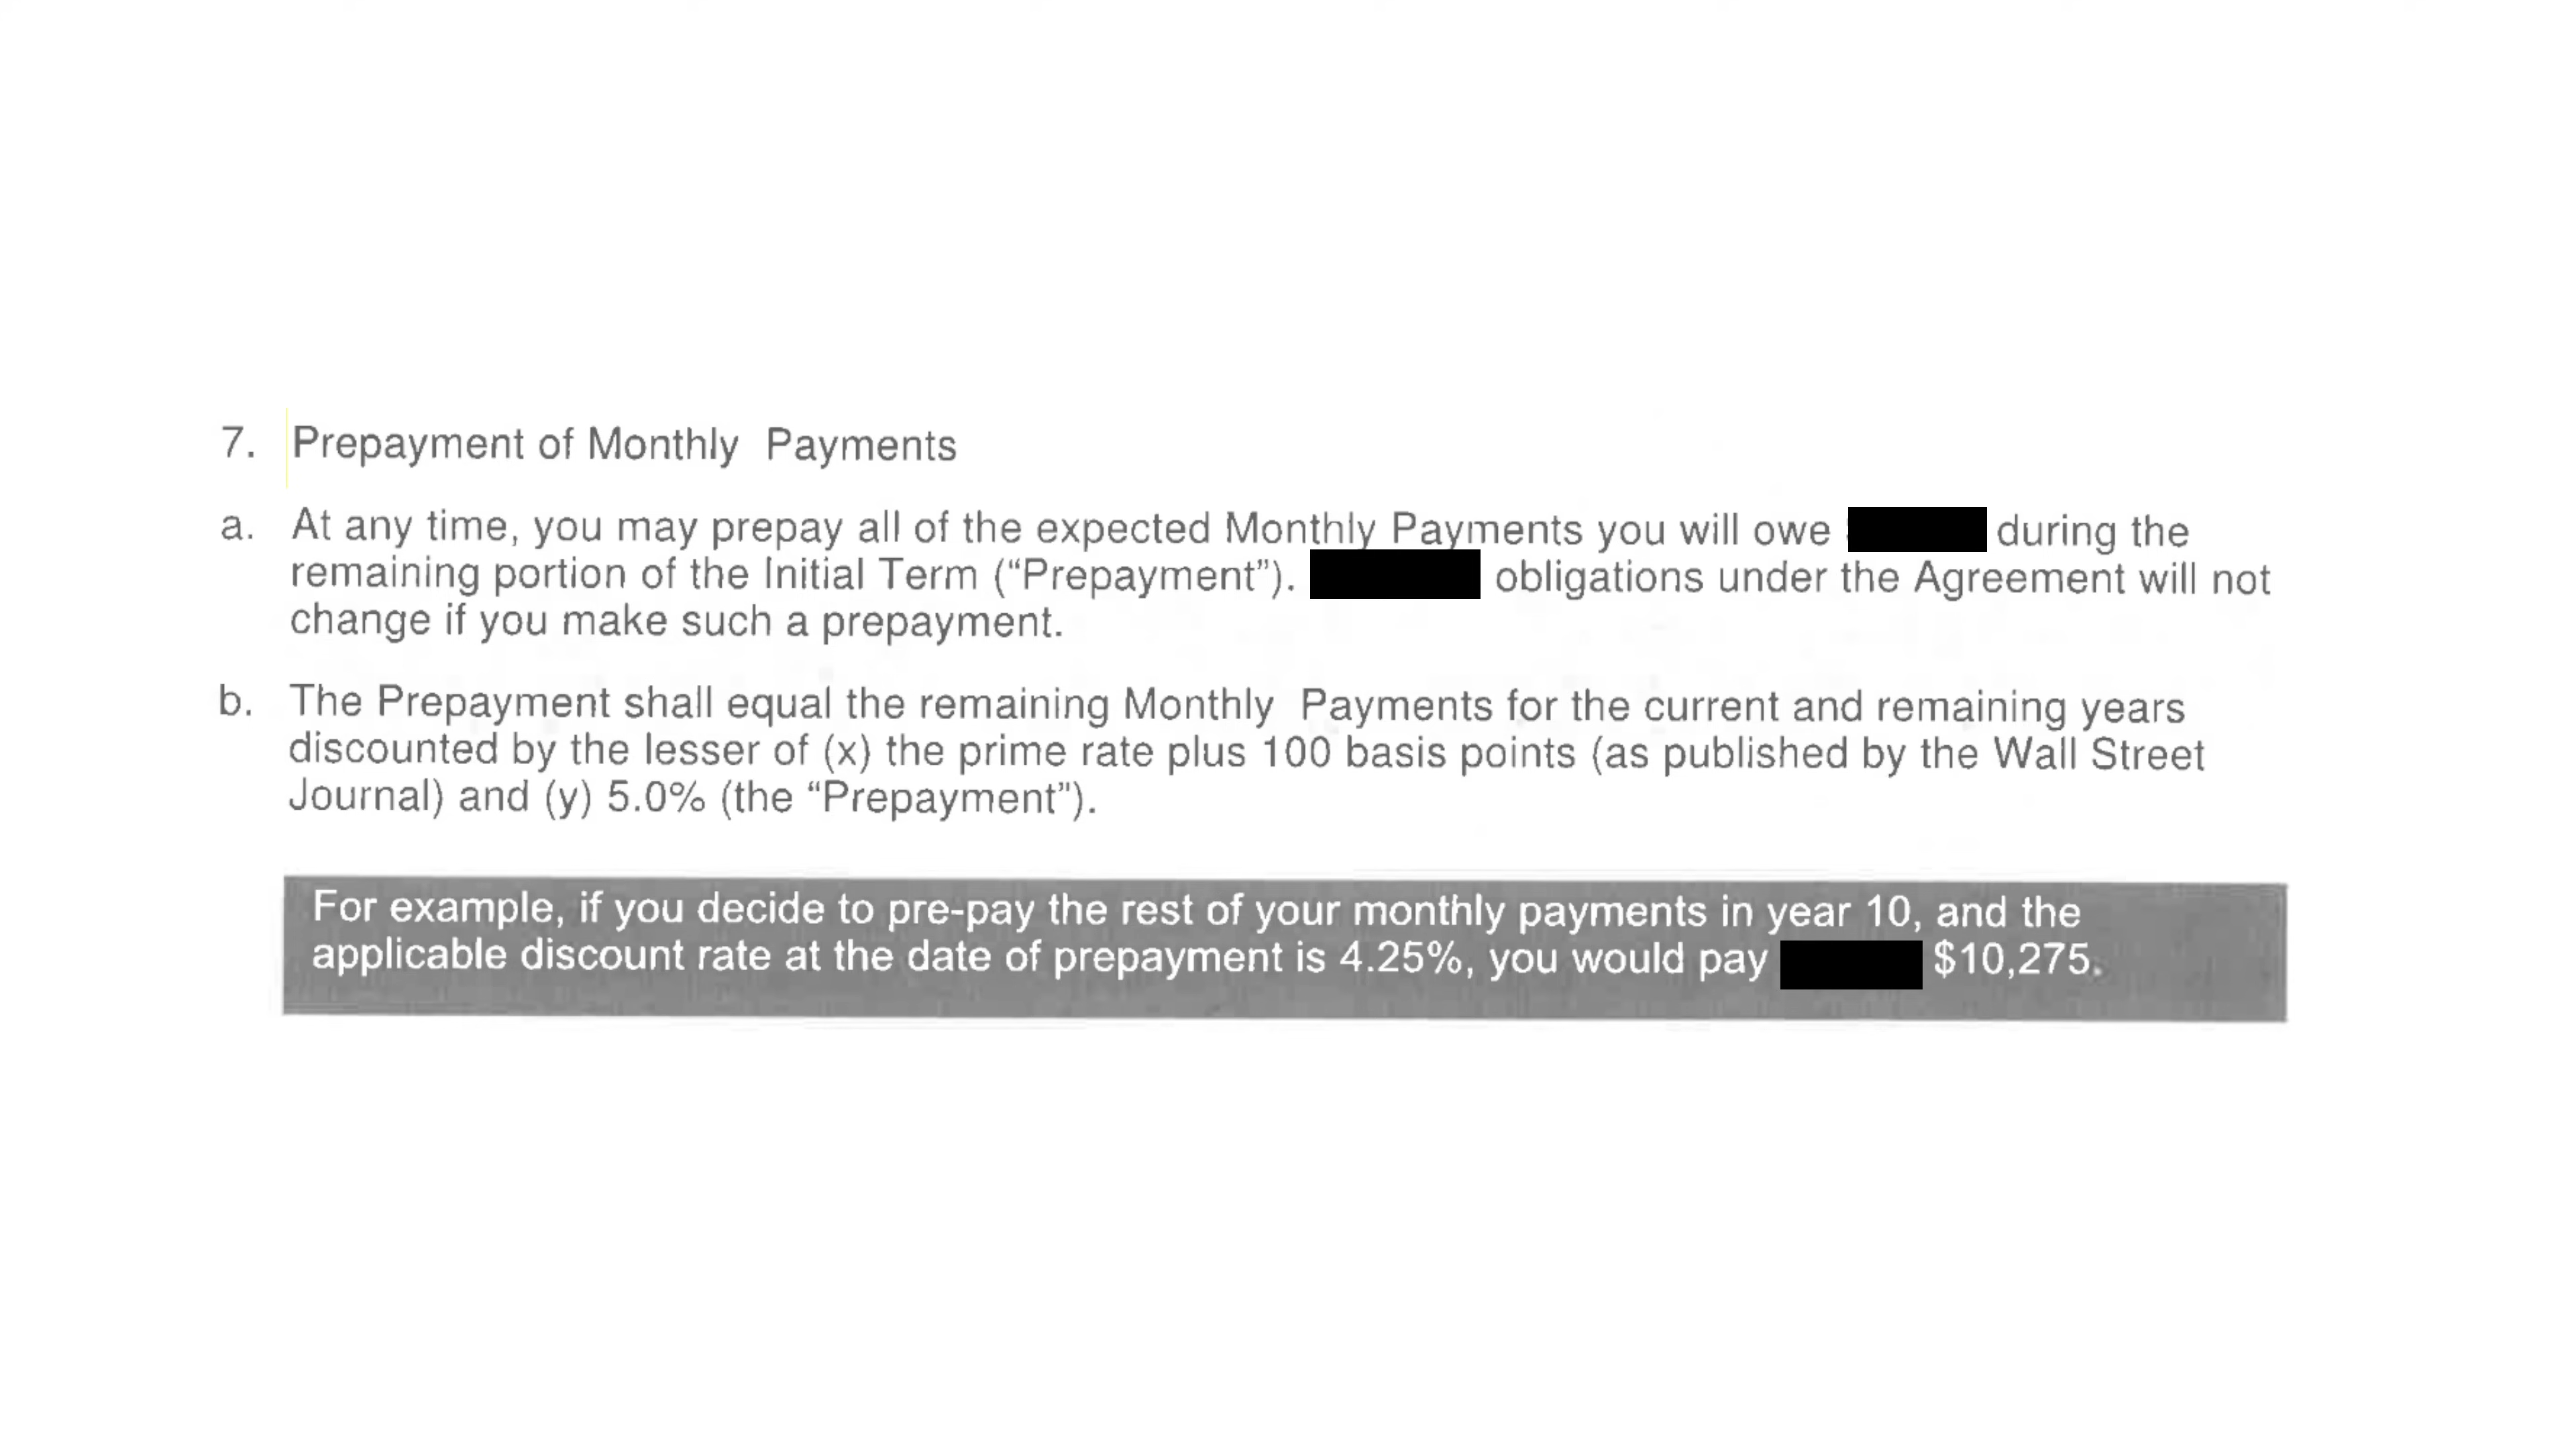 7. Prepayment of Monthly Payments
a. At any time, you may prepay all of the expected Monthly Payments you will owe during the
remaining portion of the Initial Term (“Prepayment”). obligations under the Agreement will not
change if you make such a prepayment.
b. The Prepayment shall equal the remaining Monthly Payments for the current and remaining years
discounted by the lesser of (x) the prime rate plus 100 basis points (as published by the Wall Street
Journal) and (y) 5.0% (the “Prepayment”).
For example, if you decide to pre-pay the rest of your monthly payments in year 10, and the
applicable discount rate at the date of prepayment is 4.25%, you would pay $10,275.